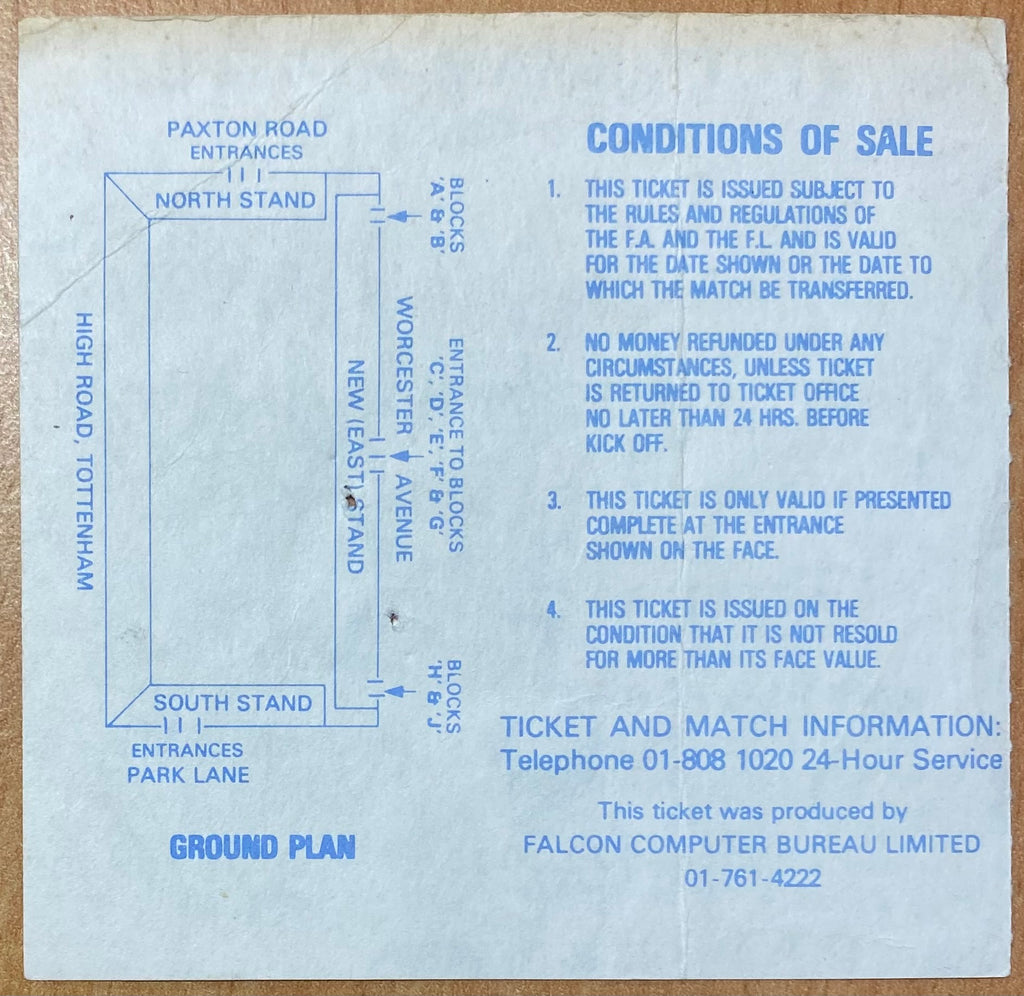 PAXTON ROAD
ENTRANCES
NORTH STAND
HIGH ROAD, TOTTENHAM
NEW (EAST) STAND
WORCESTER AVENUE
BLOCKS
'A' & 'B'
ENTRANCE TO BLOCKS
'C', 'D', 'E', 'F' & 'G'
BLOCKS
'H' & 'J'
SOUTH STAND
ENTRANCES
PARK LANE
GROUND PLAN
CONDITIONS OF SALE
1. THIS TICKET IS ISSUED SUBJECT TO
THE RULES AND REGULATIONS OF
THE F.A. AND THE F.L. AND IS VALID
FOR THE DATE SHOWN OR THE DATE TO
WHICH THE MATCH BE TRANSFERRED.
2. NO MONEY REFUNDED UNDER ANY
CIRCUMSTANCES, UNLESS TICKET
IS RETURNED TO TICKET OFFICE
NO LATER THAN 24 HRS. BEFORE
KICK OFF.
3. THIS TICKET IS ONLY VALID IF PRESENTED
COMPLETE AT THE ENTRANCE
SHOWN ON THE FACE.
4. THIS TICKET IS ISSUED ON THE
CONDITION THAT IT IS NOT RESOLD
FOR MORE THAN ITS FACE VALUE.
TICKET AND MATCH INFORMATION:
Telephone 01-808 1020 24-Hour Service
This ticket was produced by
FALCON COMPUTER BUREAU LIMITED
01-761-4222